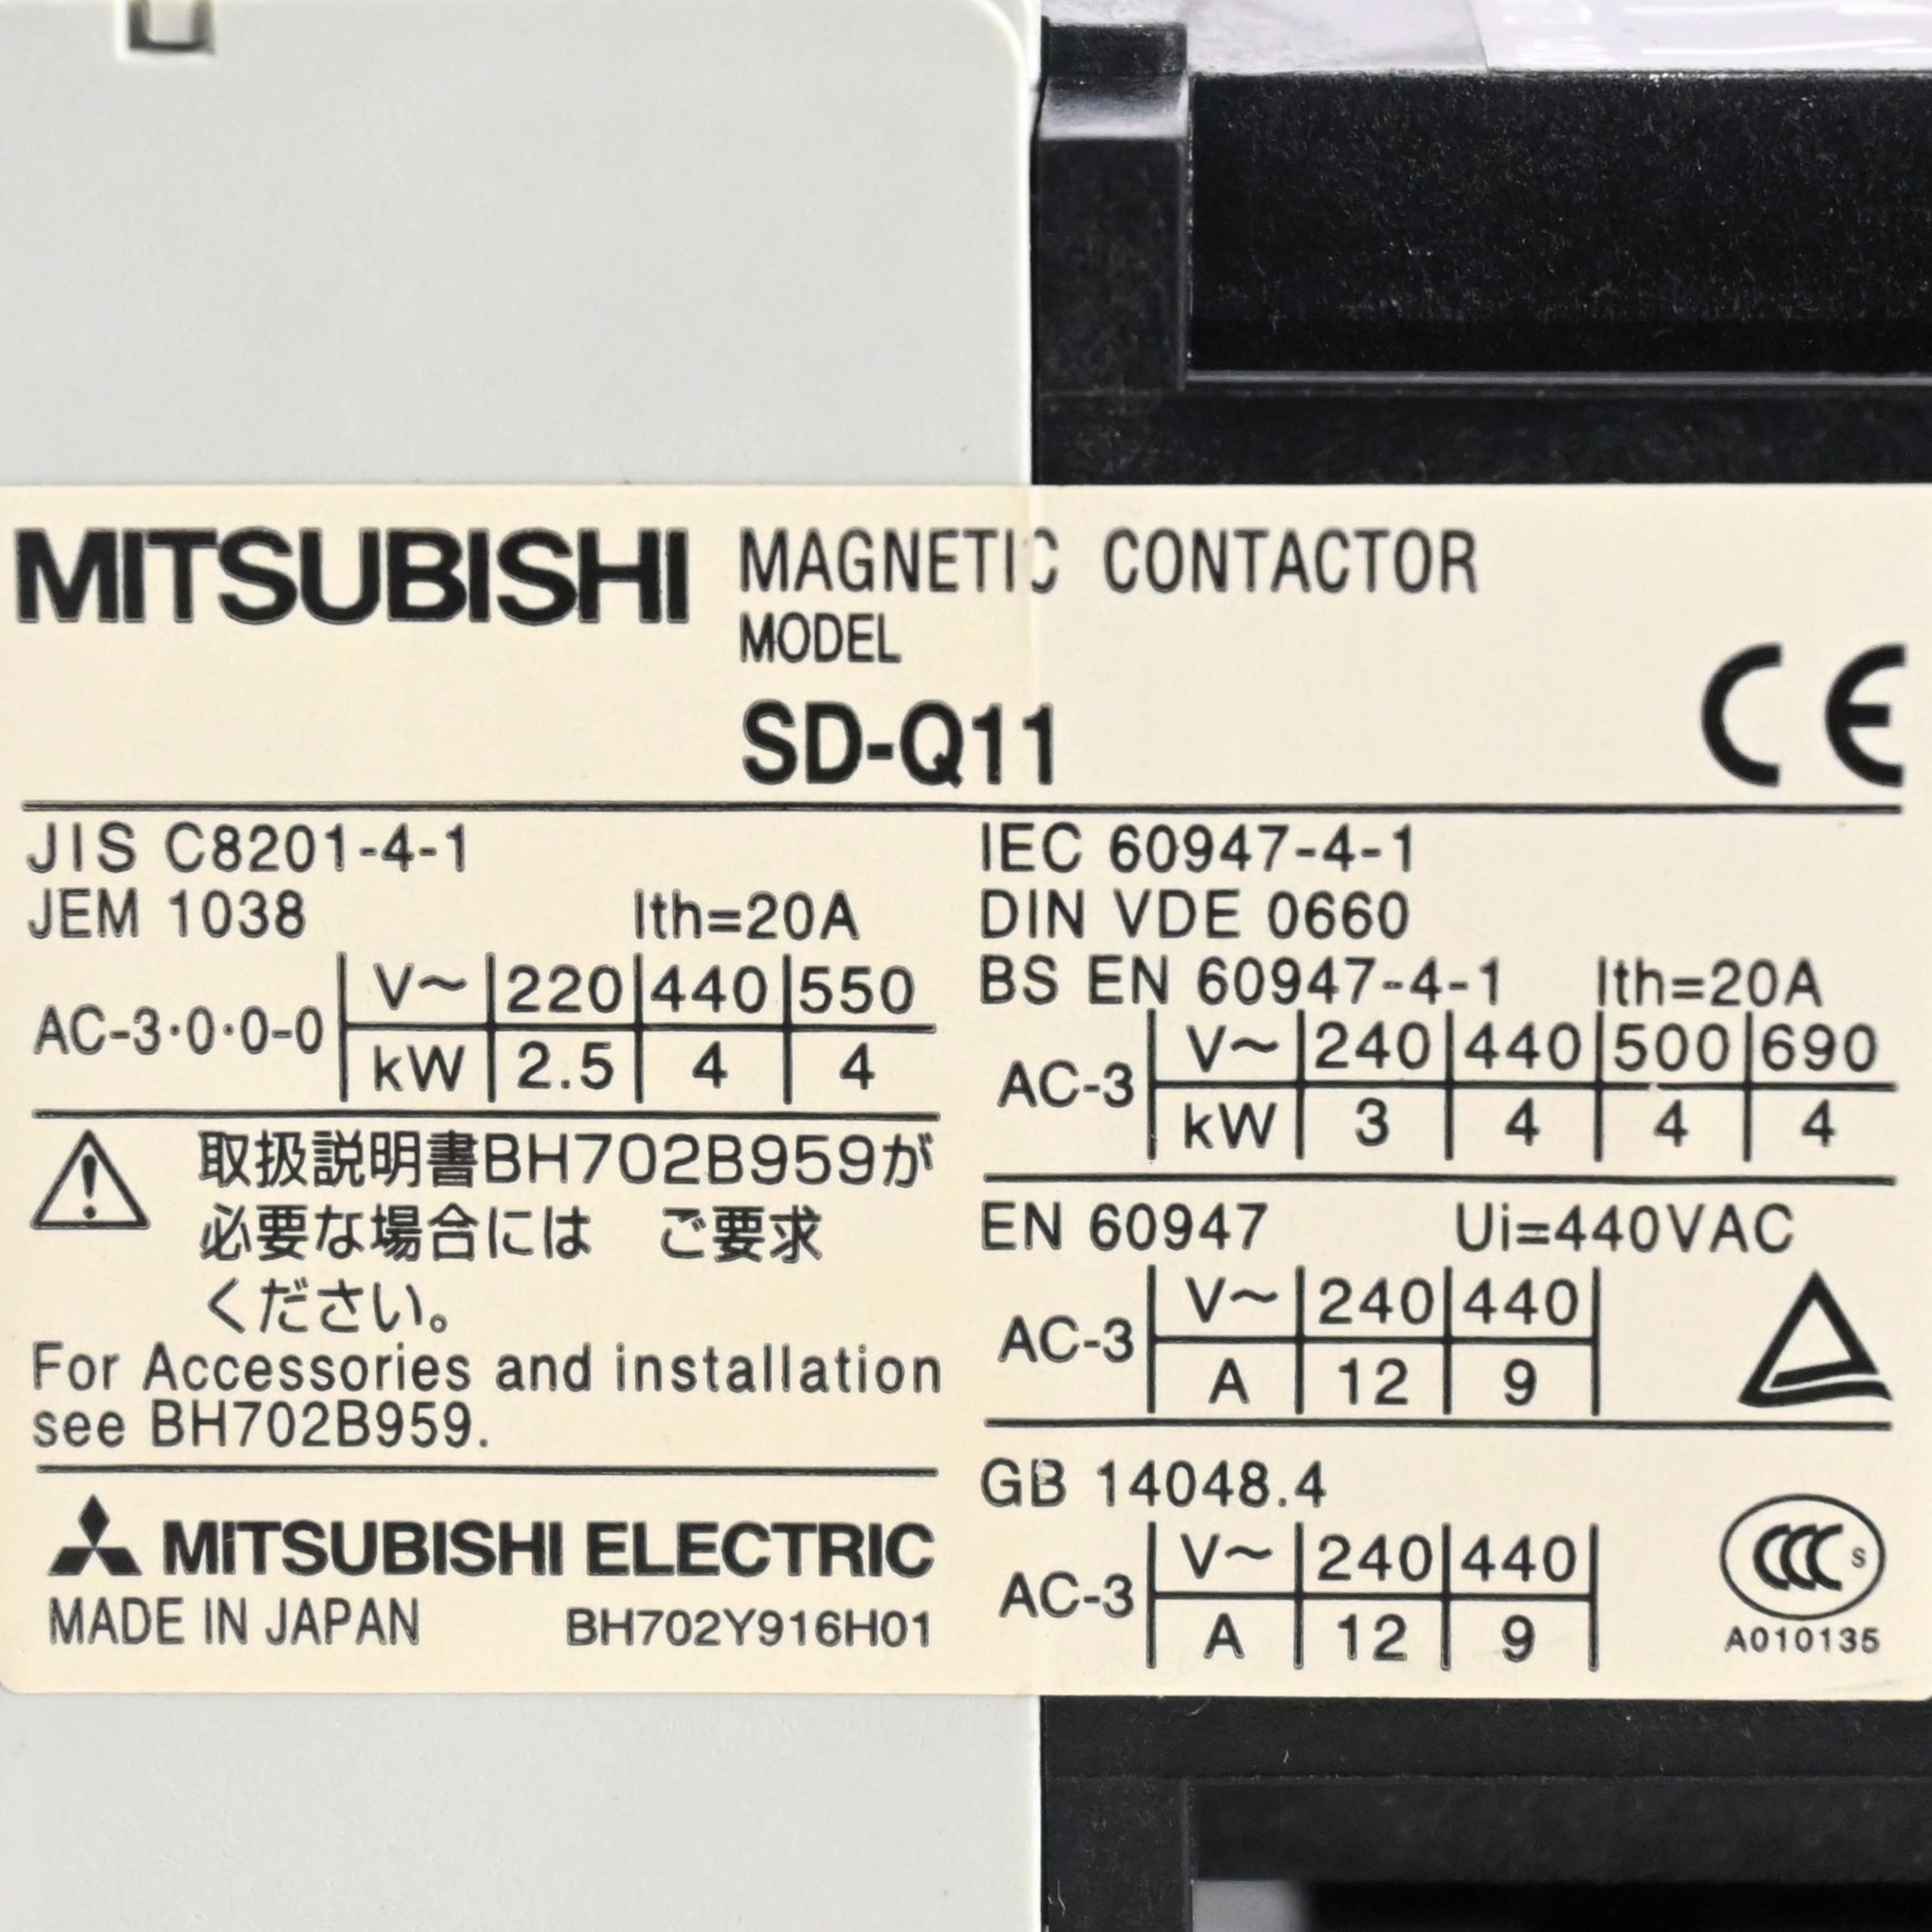 MITSUBISHI
MAGNETIC CONTACTOR
MODEL
SD-Q11
CE
JIS C8201-4-1
JEM 1038 Ith=20A
AC-3·0·0-0 V~ 220 440 550
kW 2.5 4 4
取扱説明書BH702B959が
必要な場合には ご要求
ください。
For Accessories and installation
see BH702B959.
MITSUBISHI ELECTRIC
MADE IN JAPAN BH702Y916H01
IEC 60947-4-1
DIN VDE 0660
BS EN 60947-4-1 Ith=20A
AC-3 V~ 240 440 500 690
kW 3 4 4 4
EN 60947 Ui=440VAC
AC-3 V~ 240 440
A 12 9
GB 14048.4
AC-3 V~ 240 440
A 12 9
CCC S
A010135